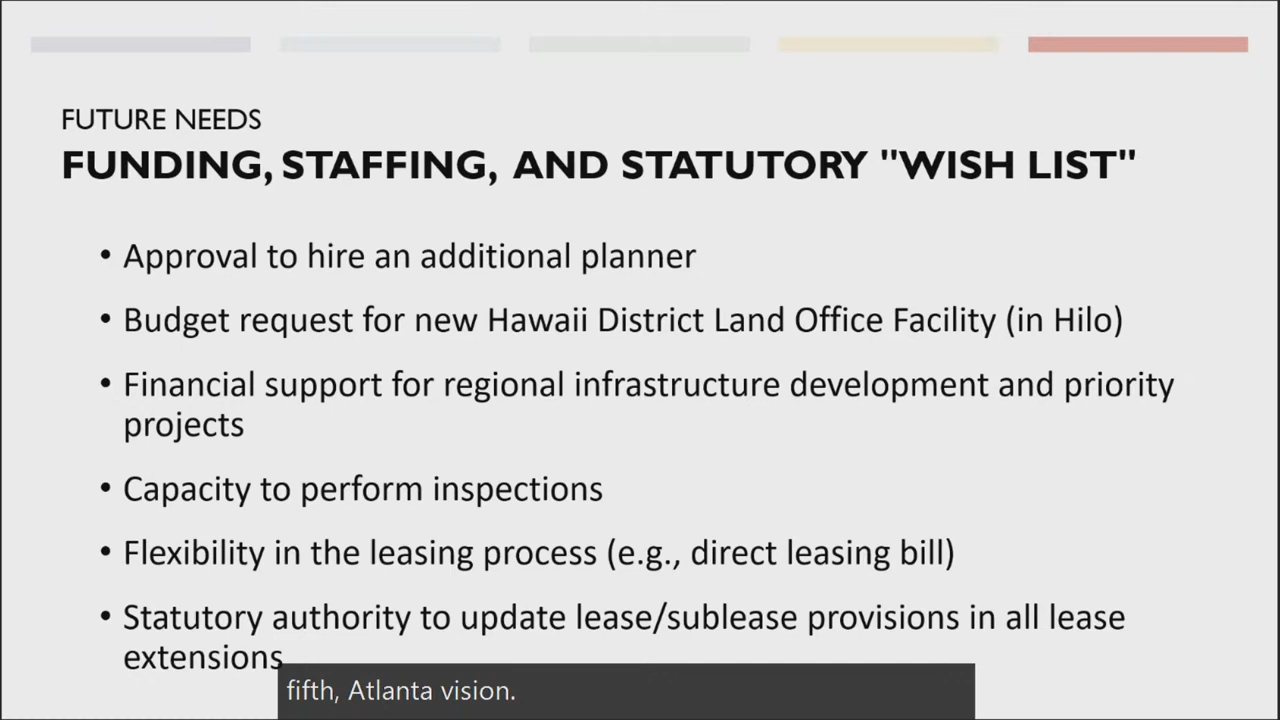 FUTURE NEEDS
FUNDING, STAFFING, AND STATUTORY "WISH LIST"
• Approval to hire an additional planner
• Budget request for new Hawaii District Land Office Facility (in Hilo)
• Financial support for regional infrastructure development and priority
projects
• Capacity to perform inspections
• Flexibility in the leasing process (e.g., direct leasing bill)
• Statutory authority to update lease/sublease provisions in all lease
extensions
fifth, Atlanta vision.